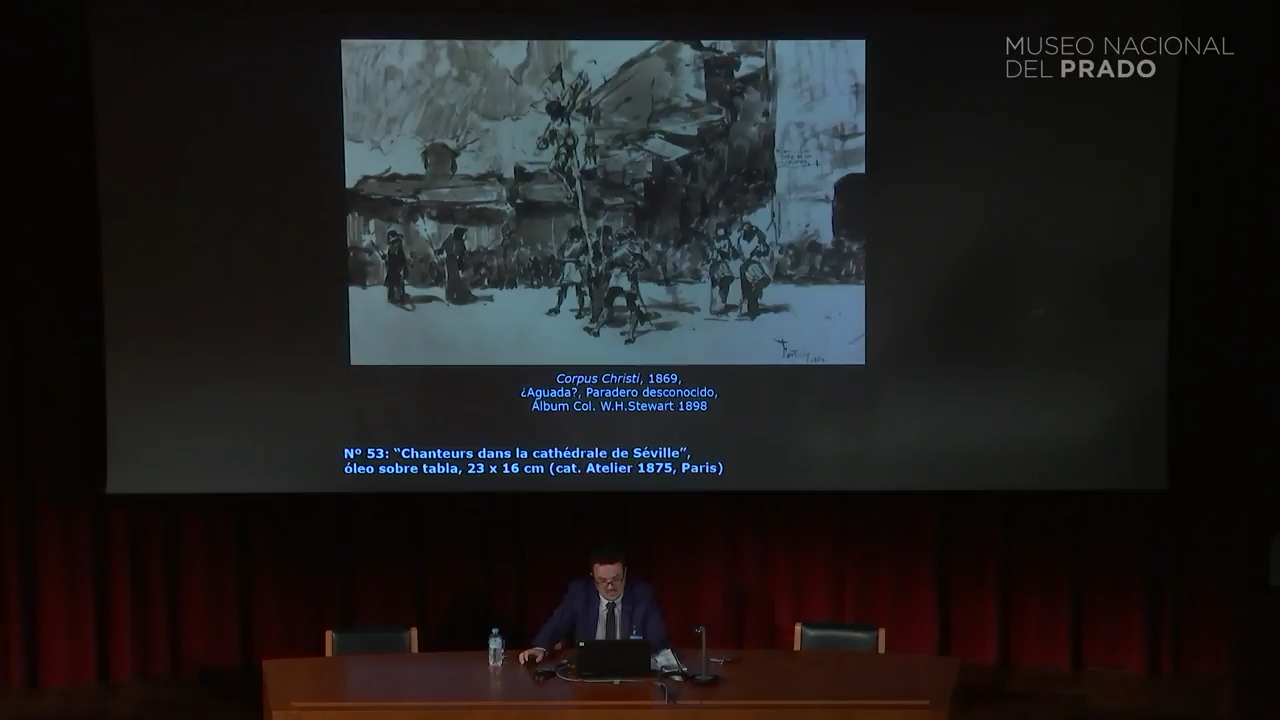 MUSEO NACIONAL
DEL PRADO
Corpus Christi, 1869,
¿Aguada?, Paradero desconocido,
Álbum Col. W.H.Stewart 1898
Nº 53: “Chanteurs dans la cathédrale de Séville”,
óleo sobre tabla, 23 x 16 cm (cat. Atelier 1875, Paris)